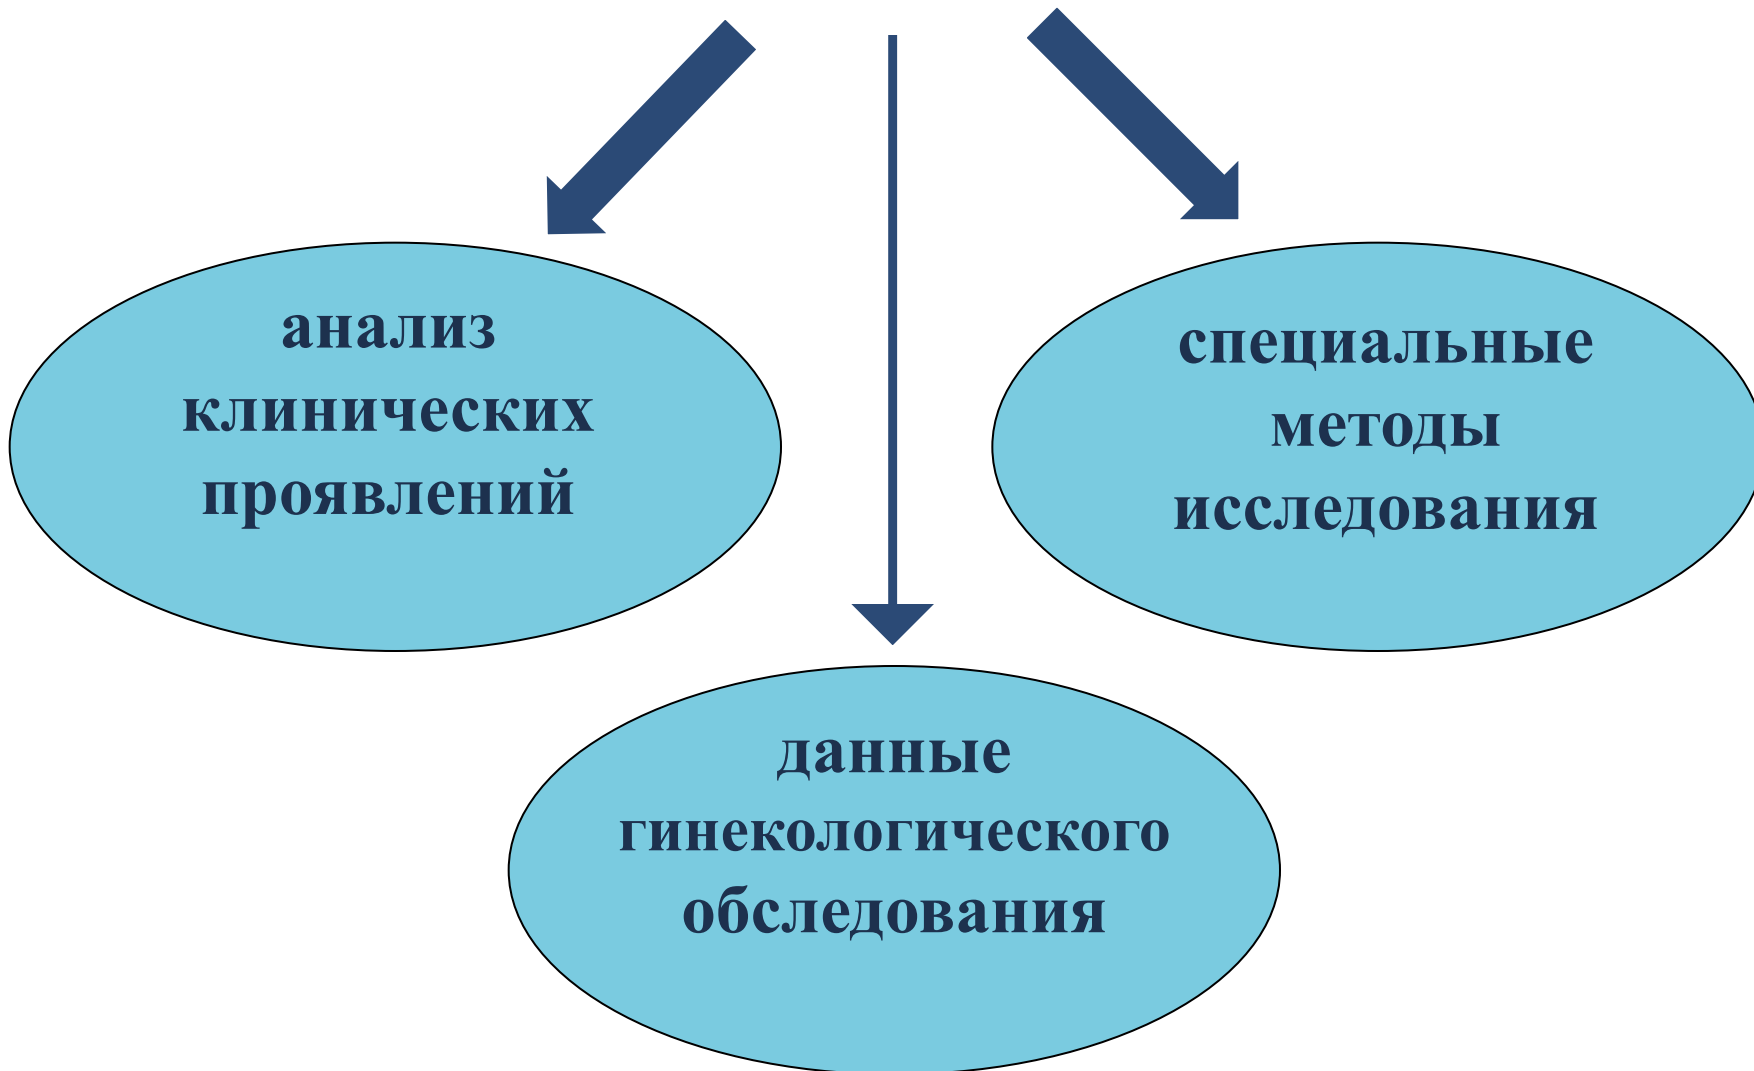 анализ
клинических
проявлений
специальные
методы
исследования
данные
гинекологического
обследования